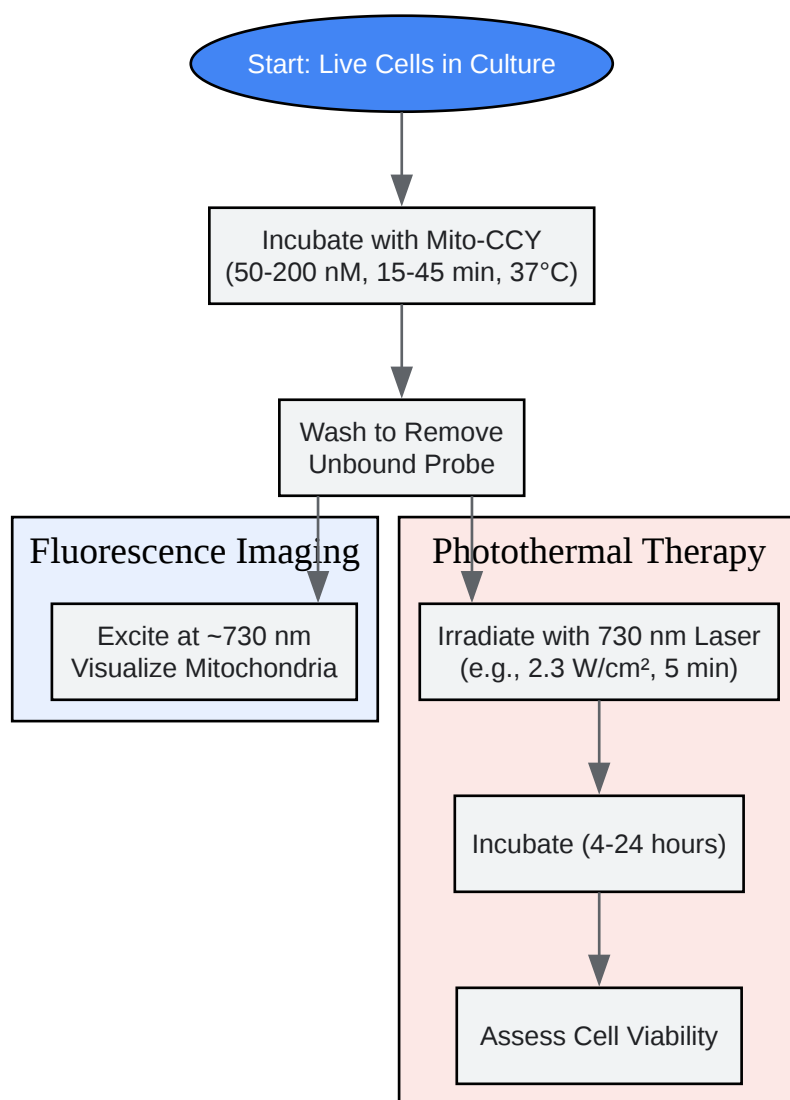 Start: Live Cells in Culture
Incubate with Mito-CCY
(50-200 nM, 15-45 min, 37°C)
Wash to Remove
Unbound Probe
Fluorescence Imaging
Excite at ~730 nm
Visualize Mitochondria
Photothermal Therapy
Irradiate with 730 nm Laser
(e.g., 2.3 W/cm², 5 min)
Incubate (4-24 hours)
Assess Cell Viability